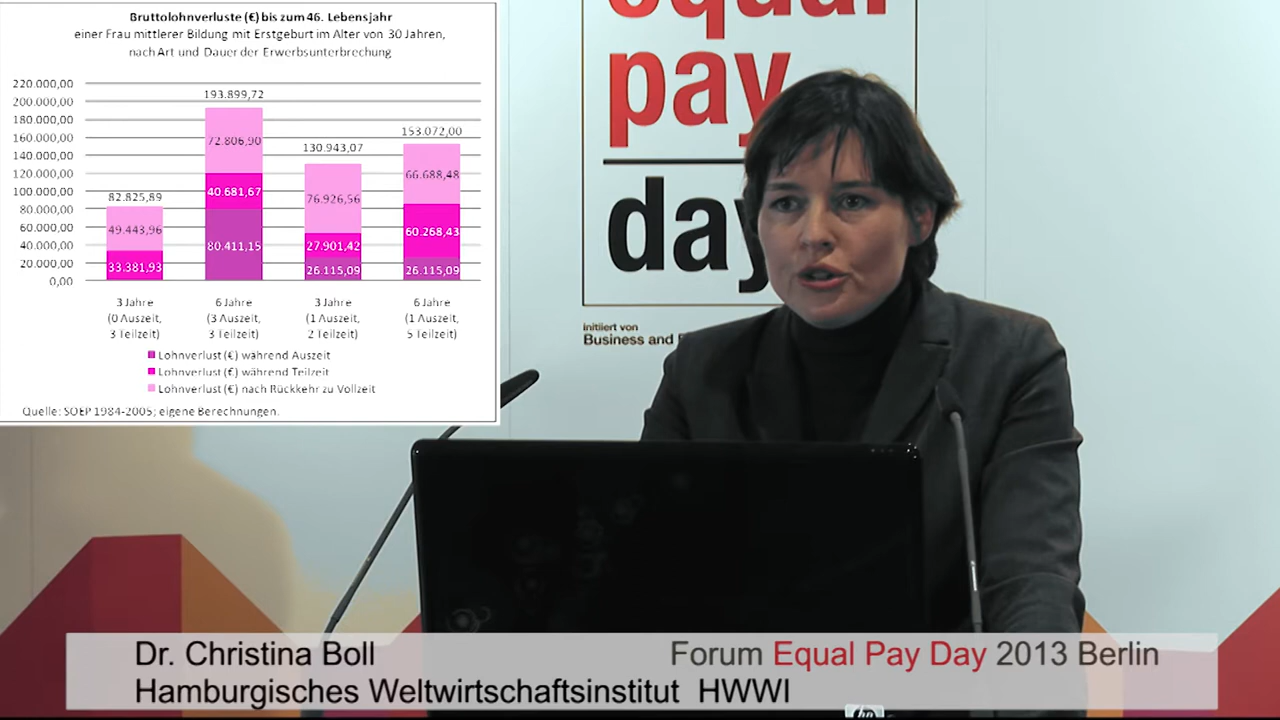 Bruttolohnverluste (€) bis zum 46. Lebensjahr
einer Frau mittlerer Bildung mit Erstgeburt im Alter von 30 Jahren,
nach Art und Dauer der Erwerbsunterbrechung
220.000,00
200.000,00
180.000,00
160.000,00
140.000,00
120.000,00
100.000,00
80.000,00
60.000,00
40.000,00
20.000,00
0,00
82.825,89
49.443,96
33.381,93
193.899,72
72.806,90
40.681,67
80.411,15
130.943,07
76.926,56
27.901,42
26.115,09
153.072,00
66.688,48
60.268,43
26.115,09
3 Jahre
(0 Auszeit,
3 Teilzeit)
6 Jahre
(3 Auszeit,
3 Teilzeit)
3 Jahre
(1 Auszeit,
2 Teilzeit)
6 Jahre
(1 Auszeit,
5 Teilzeit)
Lohnverlust (€) während Auszeit
Lohnverlust (€) während Teilzeit
Lohnverlust (€) nach Rückkehr zu Vollzeit
Quelle: SOEP 1984-2005; eigene Berechnungen.
equal
pay
day
initiiert von
Business and
Dr. Christina Boll
Forum Equal Pay Day 2013 Berlin
Hamburgisches Weltwirtschaftsinstitut HWWI
hp